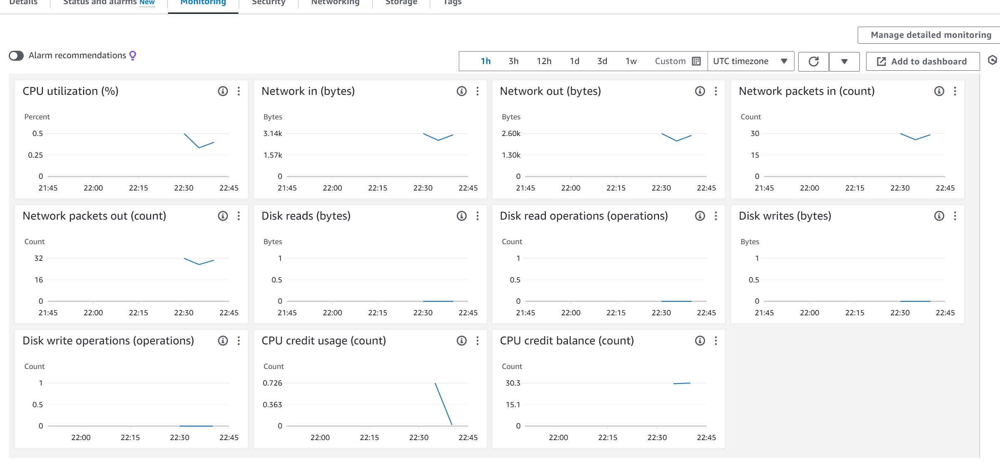 Details Status and alarms New Monitoring Security Networking Storage Tags
Manage detailed monitoring
Alarm recommendations
1h 3h 12h 1d 3d 1w Custom UTC timezone Add to dashboard
CPU utilization (%)
Percent
0.5
0.25
0
21:45 22:00 22:15 22:30 22:45
Network in (bytes)
Bytes
3.14k
1.57k
0
21:45 22:00 22:15 22:30 22:45
Network out (bytes)
Bytes
2.60k
1.30k
0
21:45 22:00 22:15 22:30 22:45
Network packets in (count)
Count
30
15
0
21:45 22:00 22:15 22:30 22:45
Network packets out (count)
Count
32
16
0
21:45 22:00 22:15 22:30 22:45
Disk reads (bytes)
Bytes
1
0.5
0
21:45 22:00 22:15 22:30 22:45
Disk read operations (operations)
Count
1
0.5
0
21:45 22:00 22:15 22:30 22:45
Disk writes (bytes)
Bytes
1
0.5
0
21:45 22:00 22:15 22:30 22:45
Disk write operations (operations)
Count
1
0.5
0
22:00 22:15 22:30 22:45
CPU credit usage (count)
Count
0.726
0.363
0
22:00 22:15 22:30 22:45
CPU credit balance (count)
Count
30.3
15.1
0
22:00 22:15 22:30 22:45